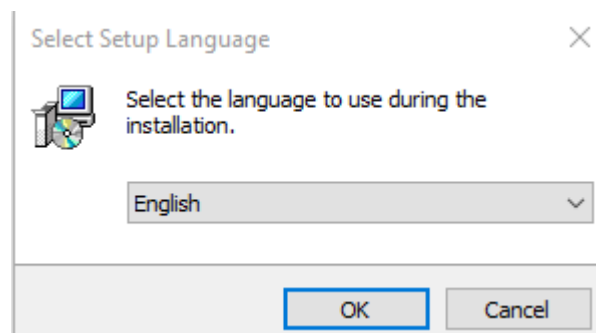 Select Setup Language
Select the language to use during the
installation.
English
OK
Cancel